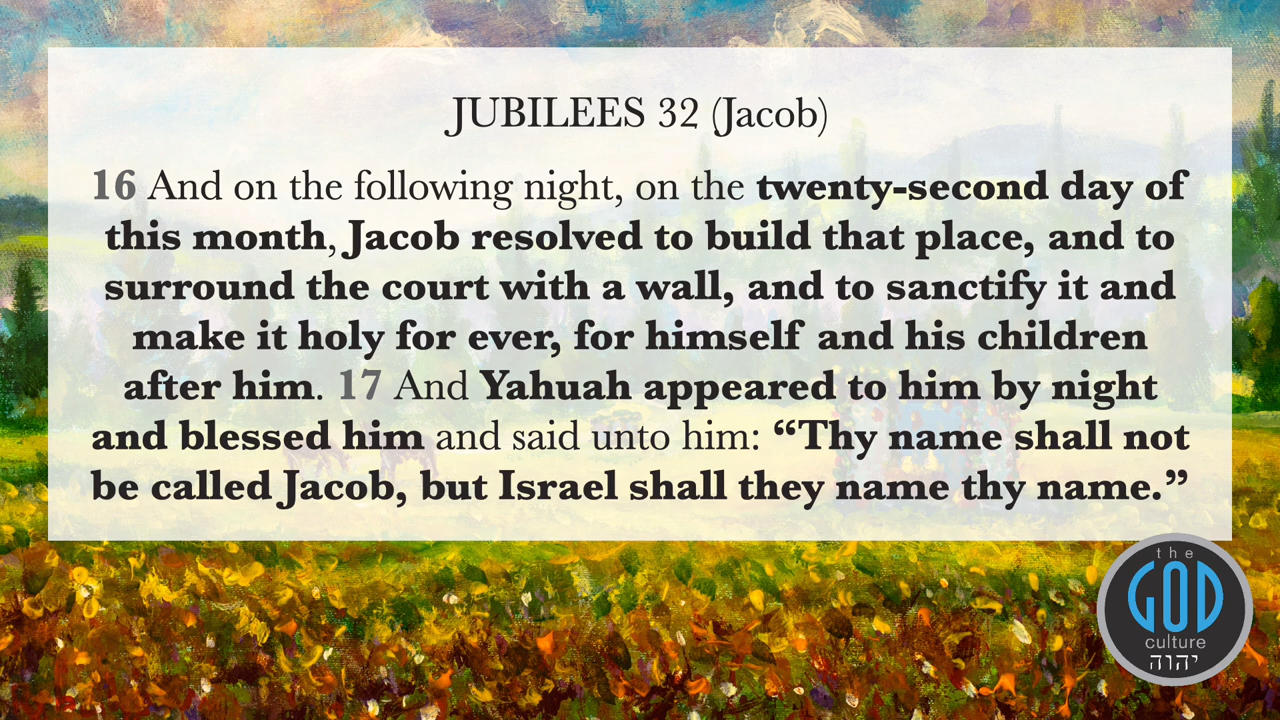 JUBILEES 32 (Jacob)
16 And on the following night, on the twenty-second day of
this month, Jacob resolved to build that place, and to
surround the court with a wall, and to sanctify it and
make it holy for ever, for himself and his children
after him. 17 And Yahuah appeared to him by night
and blessed him and said unto him: “Thy name shall not
be called Jacob, but Israel shall they name thy name.”
the
GOD
culture
יהוה